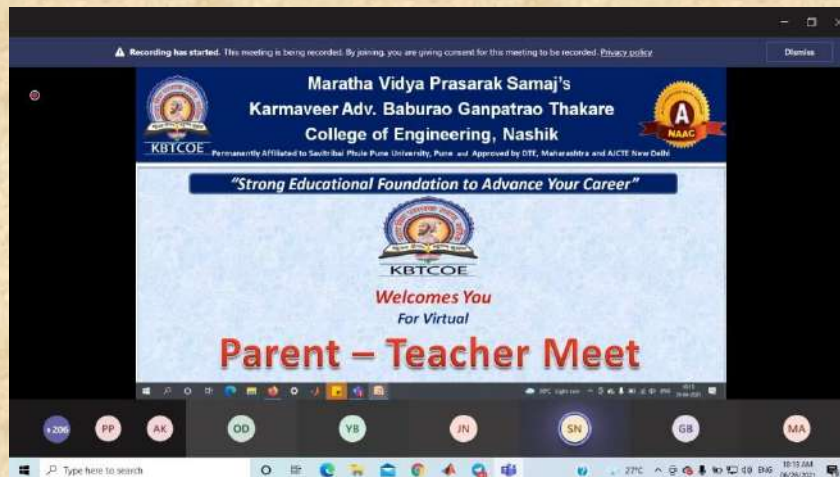 Recording has started. This meeting is being recorded. By joining, you are giving consent for this meeting to be recorded. Privacy policy
Dismiss
Maratha Vidya Prasarak Samaj's
Karmaveer Adv. Baburao Ganpatrao Thakare
College of Engineering, Nashik
KBTCOE
A
NAAC
Permanently Affiliated to Savitribai Phule Pune University, Pune and Approved by DTE, Maharashtra and AICTE New Delhi
"Strong Educational Foundation to Advance Your Career"
KBTCOE
Welcomes You
For Virtual
Parent – Teacher Meet
+206
PP
AK
OD
YB
JN
SN
GB
MA
Type here to search
27°C
ENG
10:13 AM